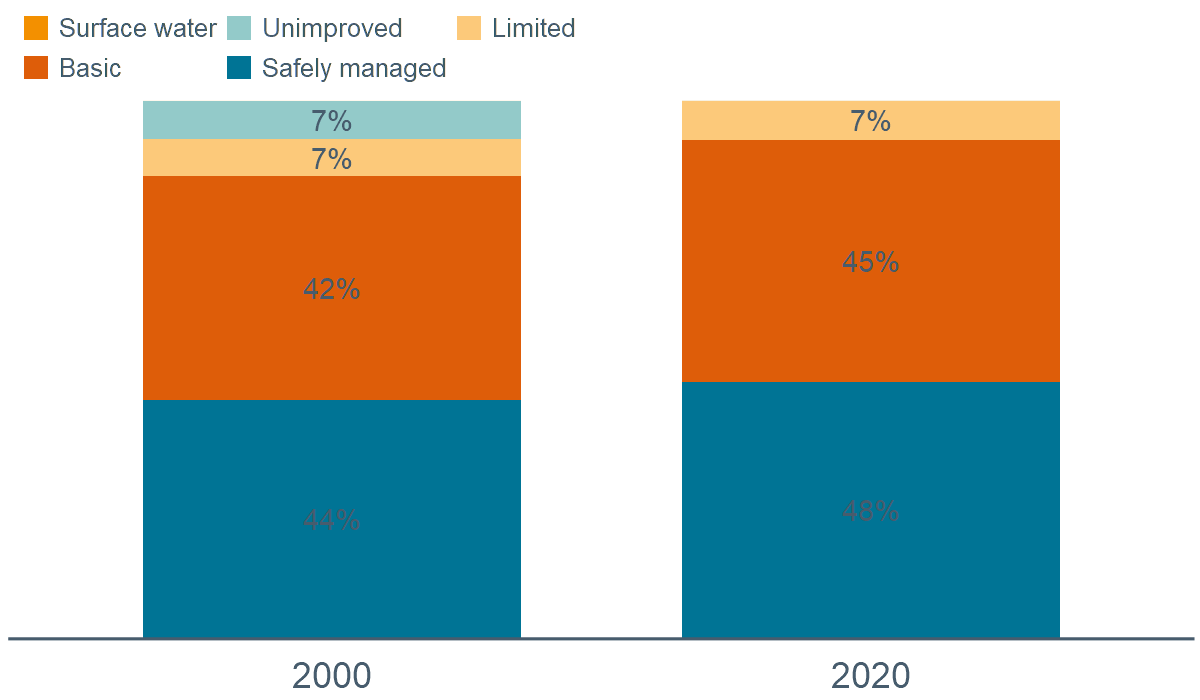 Surface water Unimproved Limited
Basic Safely managed
7% 7%
7%
42% 45%
44% 48%
2000 2020